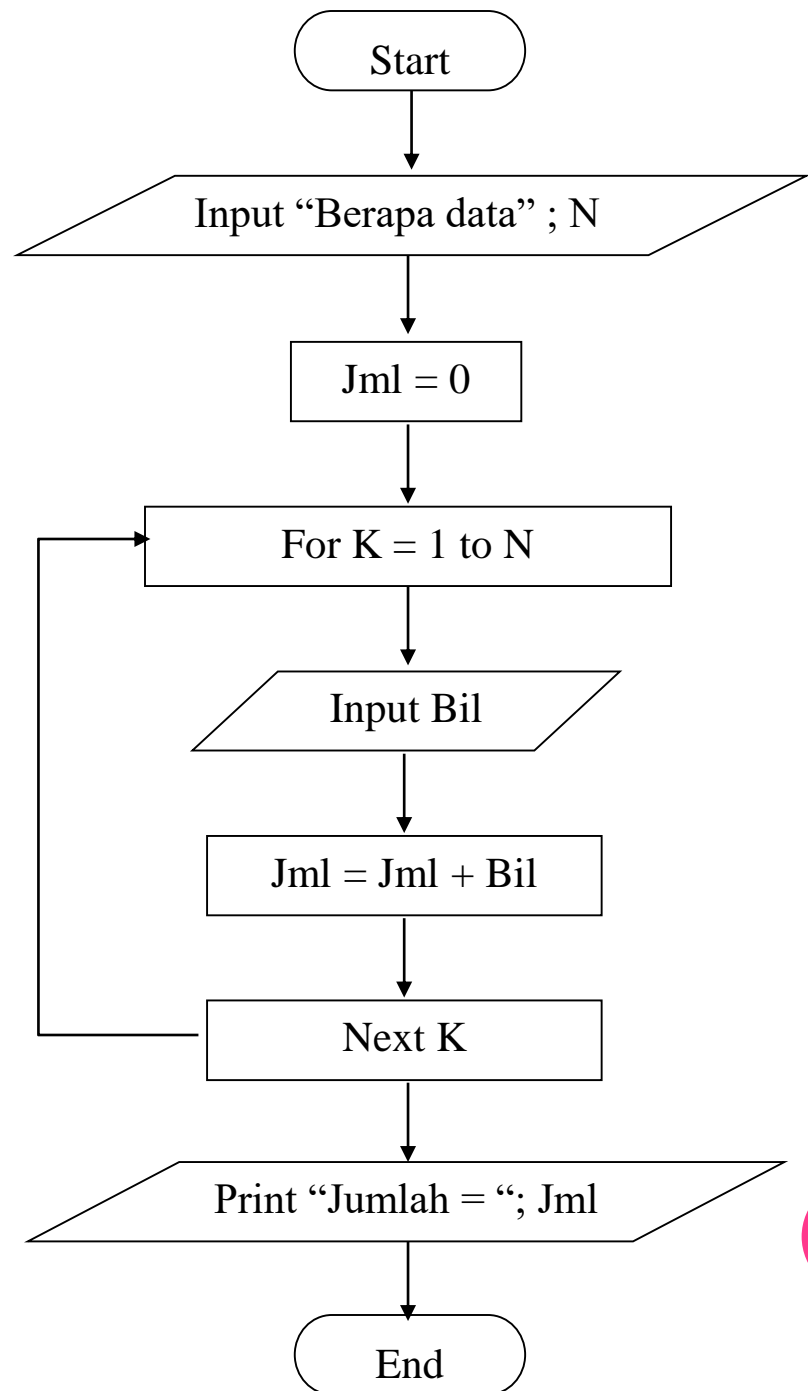 Start
Input “Berapa data” ; N
Jml = 0
For K = 1 to N
Input Bil
Jml = Jml + Bil
Next K
Print “Jumlah = “; Jml
End